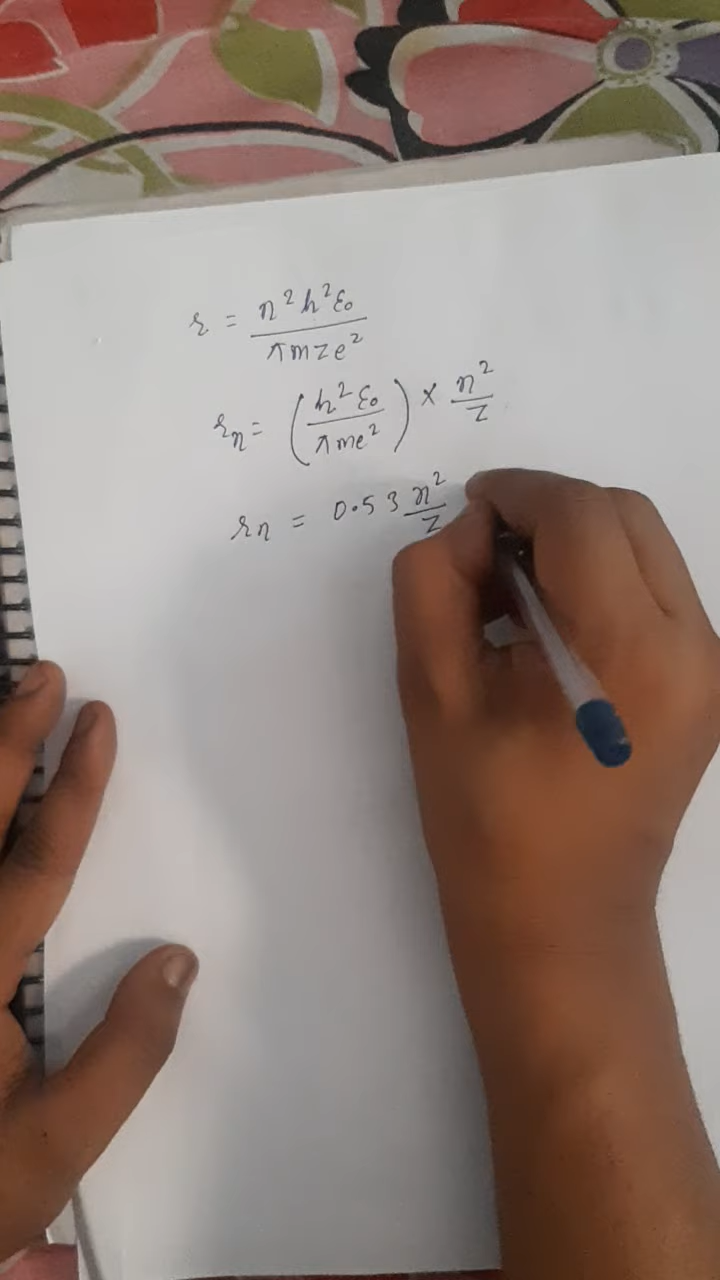 r = n²h²ε₀ / πmze²
rₙ = (h²ε₀ / πme²) × n² / z
rₙ = 0.53 n² / z